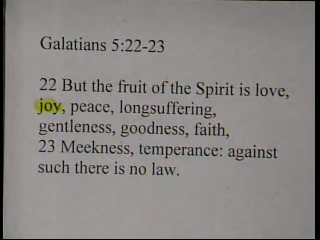 Galatians 5:22-23
22 But the fruit of the Spirit is love,
joy, peace, longsuffering,
gentleness, goodness, faith,
23 Meekness, temperance: against
such there is no law.